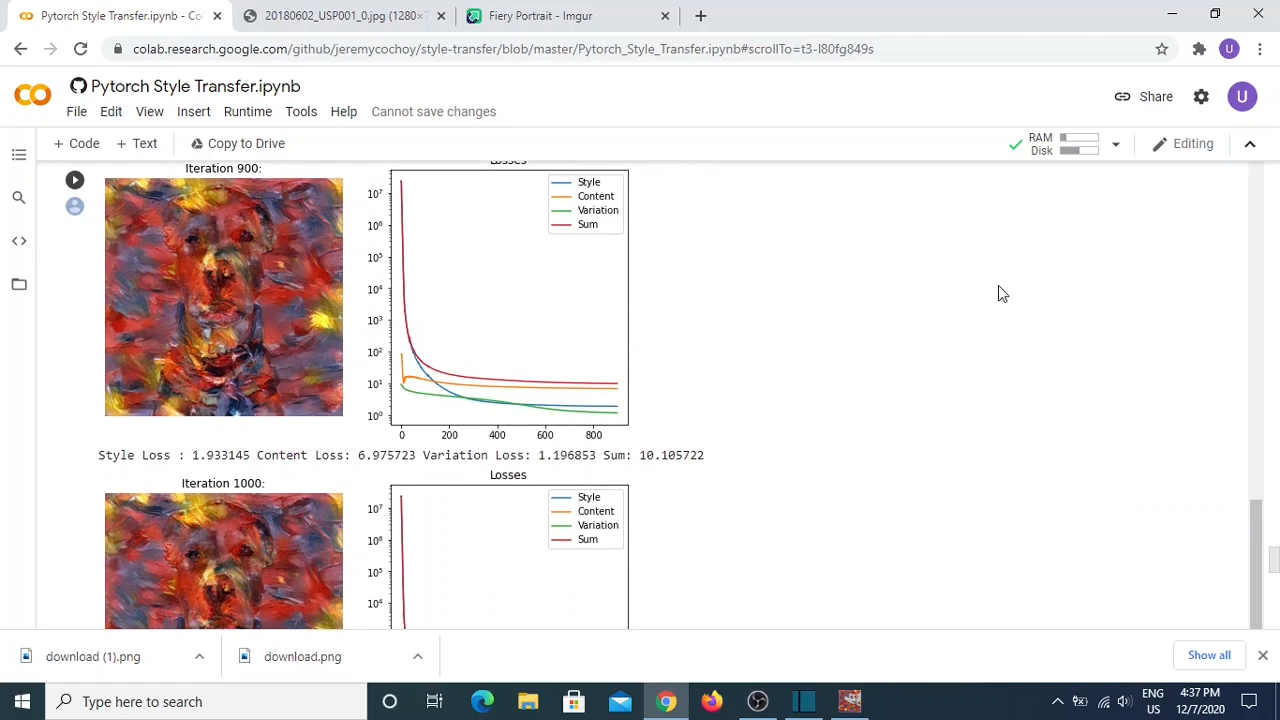 Pytorch Style Transfer.ipynb - Co
20180602_USP001_0.jpg (1280×7
Fiery Portrait - Imgur
colab.research.google.com/github/jeremycochoy/style-transfer/blob/master/Pytorch_Style_Transfer.ipynb#scrollTo=t3-l80fg849s
U
Pytorch Style Transfer.ipynb
Share
U
File Edit View Insert Runtime Tools Help Cannot save changes
+ Code + Text Copy to Drive
RAM
Disk
Editing
Iteration 900:
Losses
Style
Content
Variation
Sum
10⁷
10⁶
10⁵
10⁴
10³
10²
10¹
10⁰
0 200 400 600 800
Style Loss : 1.933145 Content Loss: 6.975723 Variation Loss: 1.196853 Sum: 10.105722
Iteration 1000:
Losses
Style
Content
Variation
Sum
10⁷
10⁶
10⁵
10⁴
download (1).png
download.png
Show all
Type here to search
ENG
US
4:37 PM
12/7/2020